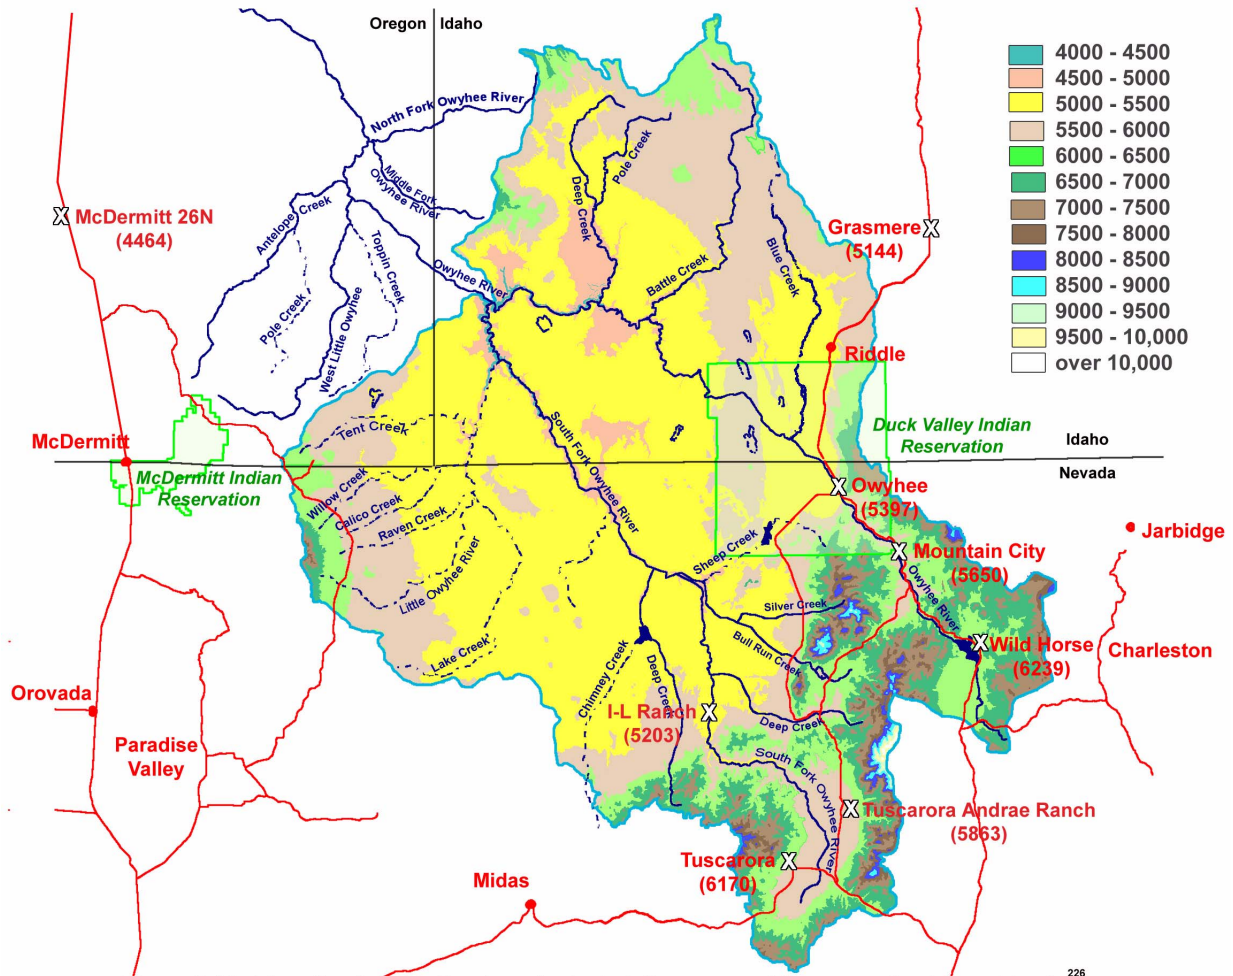 Oregon Idaho
4000 - 4500
4500 - 5000
5000 - 5500
5500 - 6000
6000 - 6500
6500 - 7000
7000 - 7500
7500 - 8000
8000 - 8500
8500 - 9000
9000 - 9500
9500 - 10,000
over 10,000
North Fork Owyhee River
Middle Fork
Owyhee River
Antelope Creek
Pole Creek
Toppin Creek
West Little Owyhee
Owyhee River
Deep Creek
Pole Creek
Battle Creek
Blue Creek
X McDermitt 26N
(4464)
Grasmere X
(5144)
Riddle
Duck Valley Indian
Reservation
Idaho
Nevada
McDermitt
McDermitt Indian
Reservation
Tent Creek
Willow Creek
Calico Creek
Raven Creek
Little Owyhee River
Lake Creek
South Fork Owyhee River
X Owyhee
(5397)
X Mountain City
(5650)
Jarbidge
Sheep Creek
Silver Creek
Bull Run Creek
Owyhee River
X Wild Horse
(6239)
Charleston
Chimney Creek
Deep Creek
I-L Ranch X
(5203)
Deep Creek
South Fork Owyhee River
Orovada
Paradise
Valley
X Tuscarora Andrae Ranch
(5863)
Tuscarora X
(6170)
Midas
226